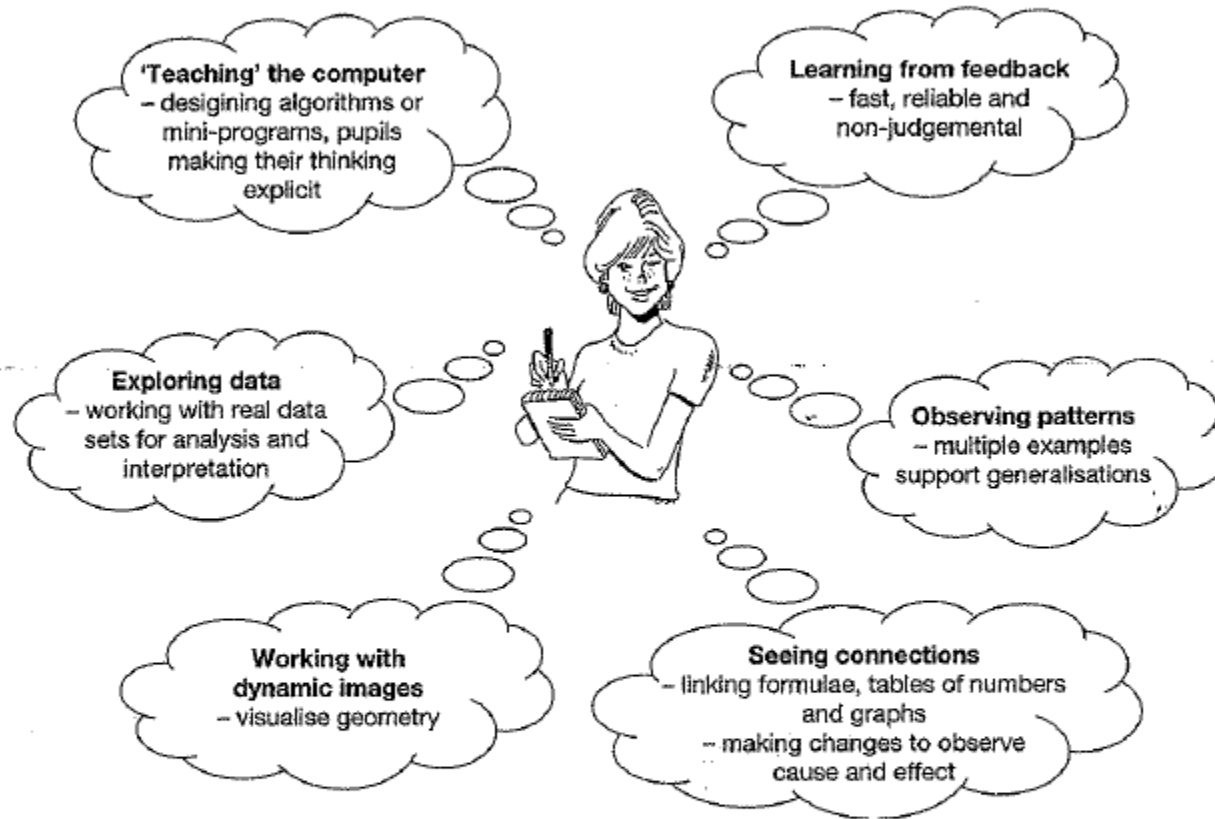 'Teaching' the computer
– desigining algorithms or
mini-programs, pupils
making their thinking
explicit
Learning from feedback
– fast, reliable and
non-judgemental
Exploring data
– working with real data
sets for analysis and
interpretation
Observing patterns
– multiple examples
support generalisations
Working with
dynamic images
– visualise geometry
Seeing connections
– linking formulae, tables of numbers
and graphs
– making changes to observe
cause and effect